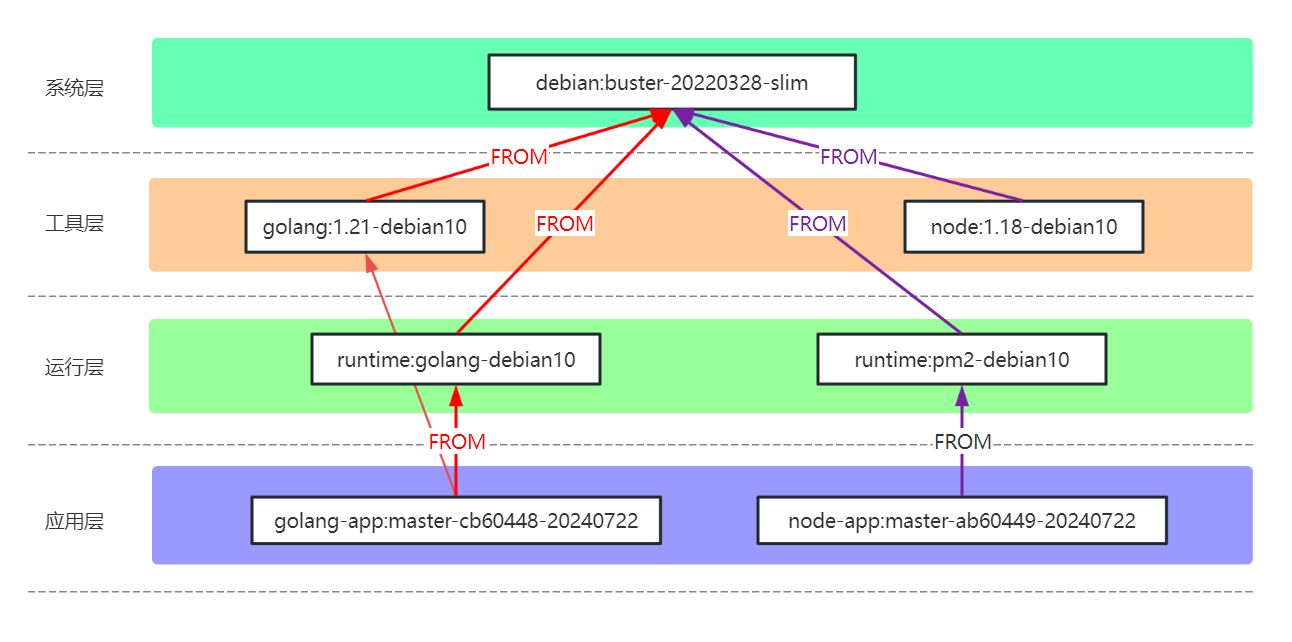 系统层
debian:buster-20220328-slim
FROM
FROM
工具层
golang:1.21-debian10
FROM
FROM
node:1.18-debian10
运行层
runtime:golang-debian10
runtime:pm2-debian10
FROM
FROM
应用层
golang-app:master-cb60448-20240722
node-app:master-ab60449-20240722